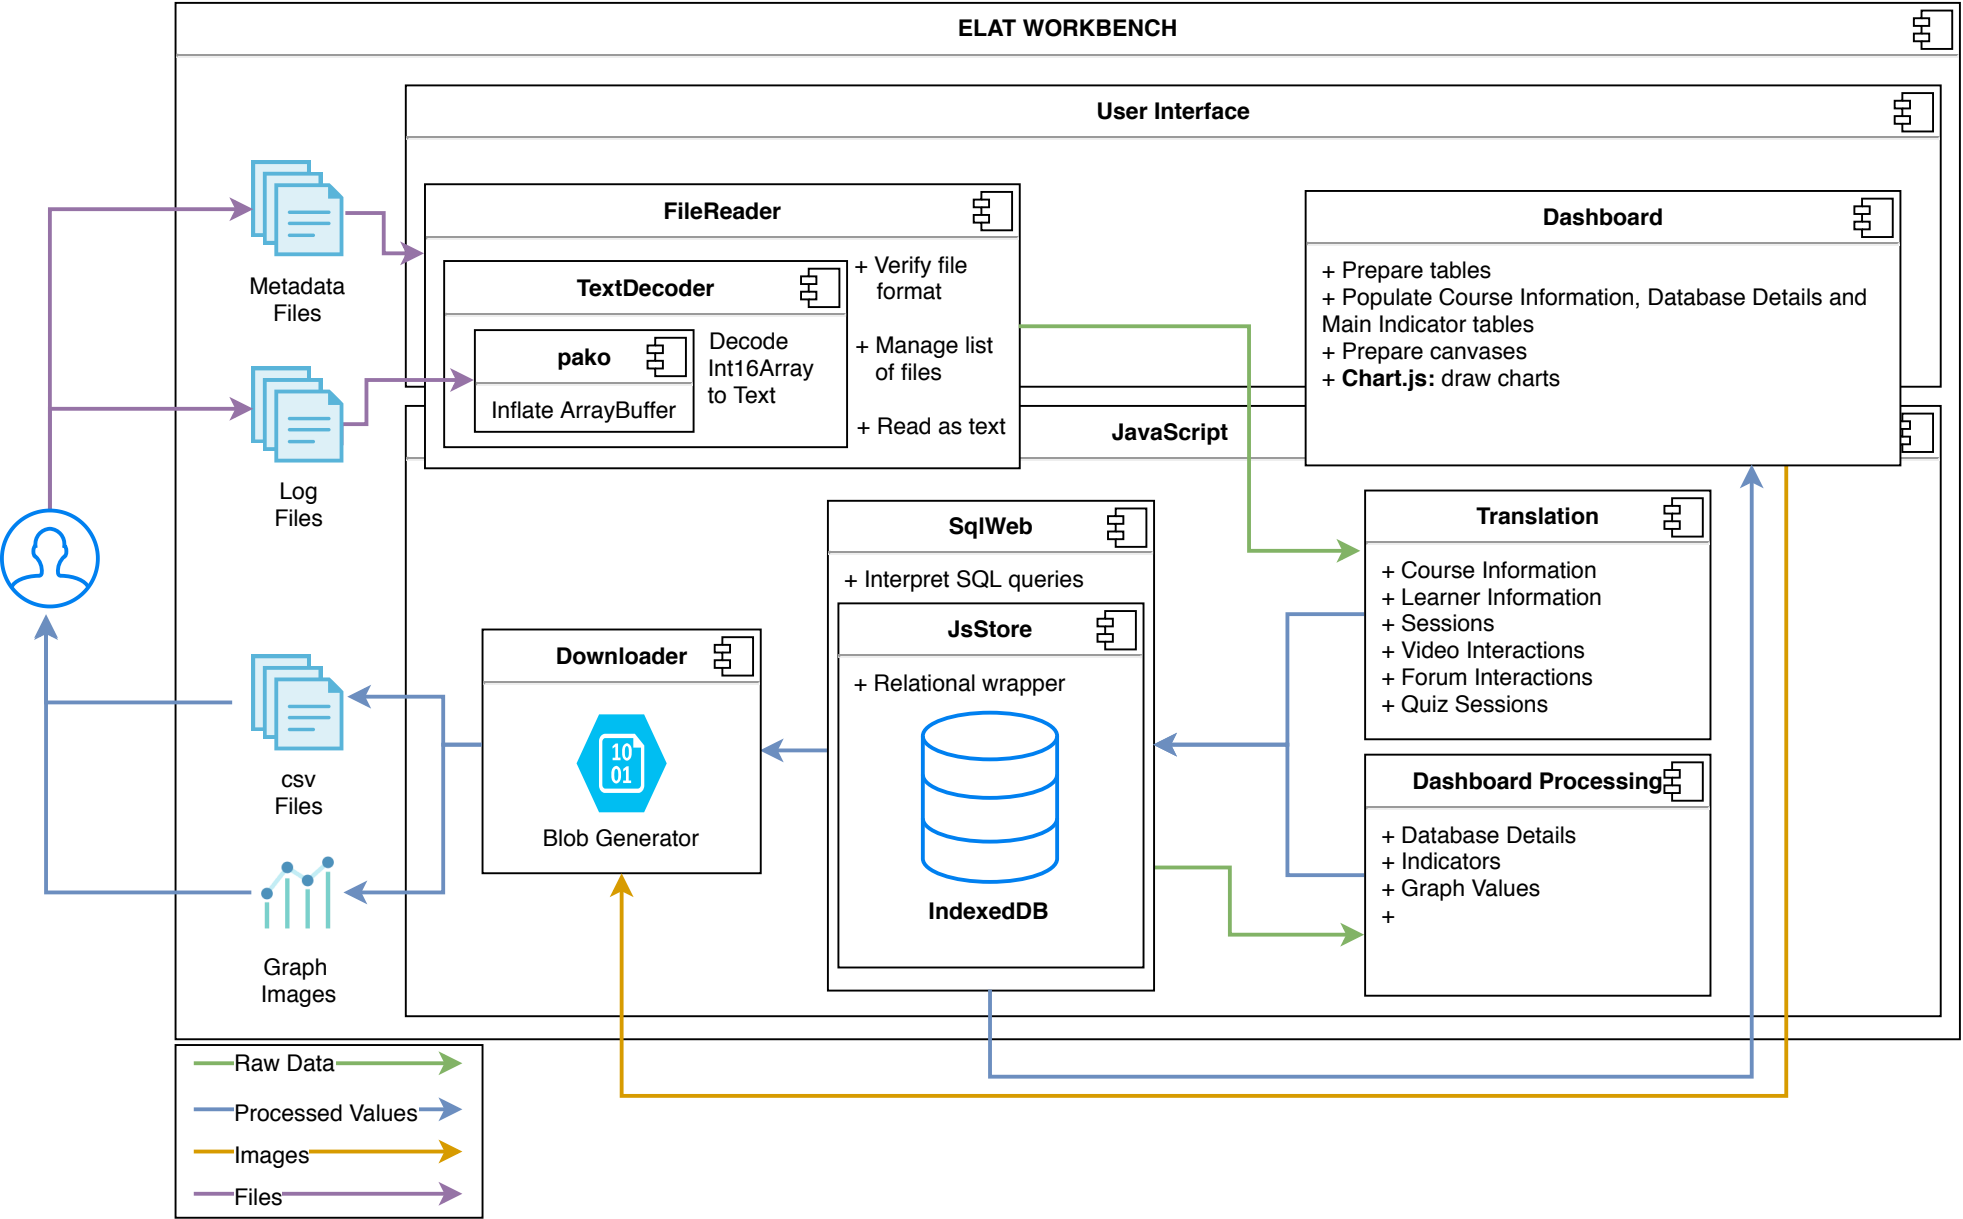 ELAT WORKBENCH
User Interface
FileReader
+ Verify file
format
+ Manage list
of files
+ Read as text
TextDecoder
Decode
Int16Array
to Text
pako
Inflate ArrayBuffer
Dashboard
+ Prepare tables
+ Populate Course Information, Database Details and
Main Indicator tables
+ Prepare canvases
+ Chart.js: draw charts
Metadata
Files
Log
Files
JavaScript
SqlWeb
+ Interpret SQL queries
JsStore
+ Relational wrapper
IndexedDB
Translation
+ Course Information
+ Learner Information
+ Sessions
+ Video Interactions
+ Forum Interactions
+ Quiz Sessions
Downloader
10
01
Blob Generator
Dashboard Processing
+ Database Details
+ Indicators
+ Graph Values
+
csv
Files
Graph
Images
Raw Data
Processed Values
Images
Files